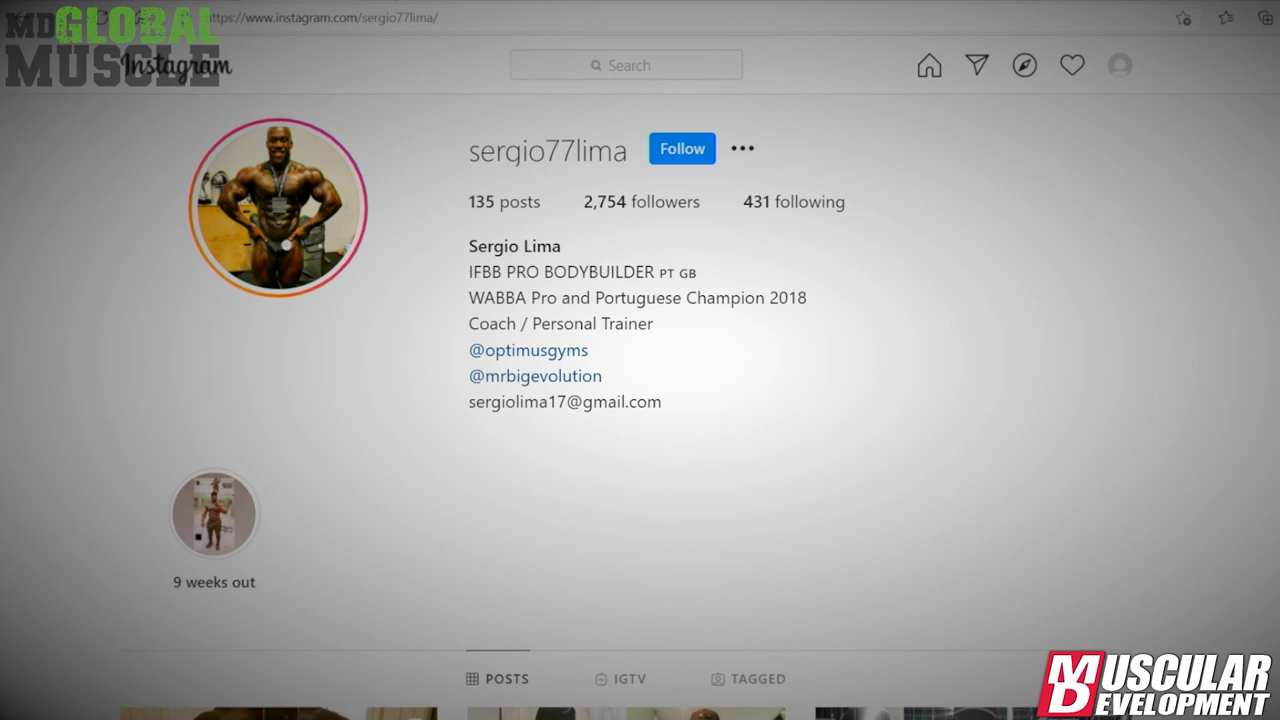 MD GLOBAL
MUSCLE
https://www.instagram.com/sergio77lima/
Instagram
Search
sergio77lima
Follow
135 posts
2,754 followers
431 following
Sergio Lima
IFBB PRO BODYBUILDER PT GB
WABBA Pro and Portuguese Champion 2018
Coach / Personal Trainer
@optimusgyms
@mrbigevolution
sergiolima17@gmail.com
9 weeks out
POSTS
IGTV
TAGGED
MD
MUSCULAR
DEVELOPMENT